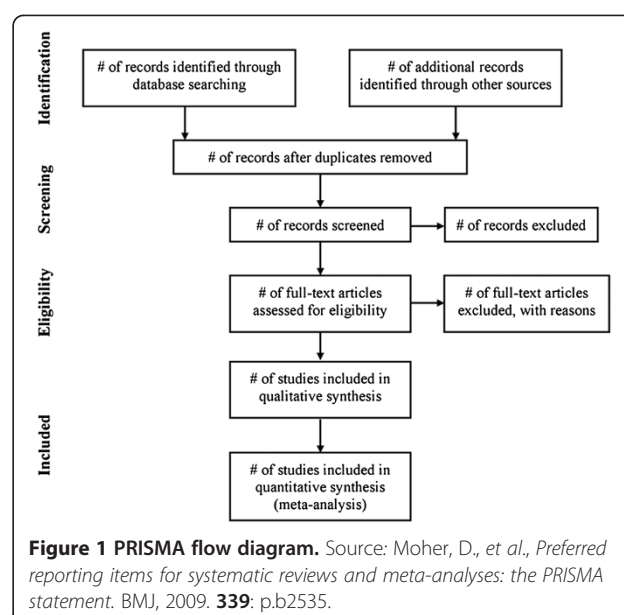 Identification
# of records identified through
database searching
# of additional records
identified through other sources
# of records after duplicates removed
Screening
# of records screened
# of records excluded
Eligibility
# of full-text articles
assessed for eligibility
# of full-text articles
excluded, with reasons
Included
# of studies included in
qualitative synthesis
# of studies included in
quantitative synthesis
(meta-analysis)
Figure 1 PRISMA flow diagram. Source: Moher, D., et al., Preferred
reporting items for systematic reviews and meta-analyses: the PRISMA
statement. BMJ, 2009. 339: p.b2535.